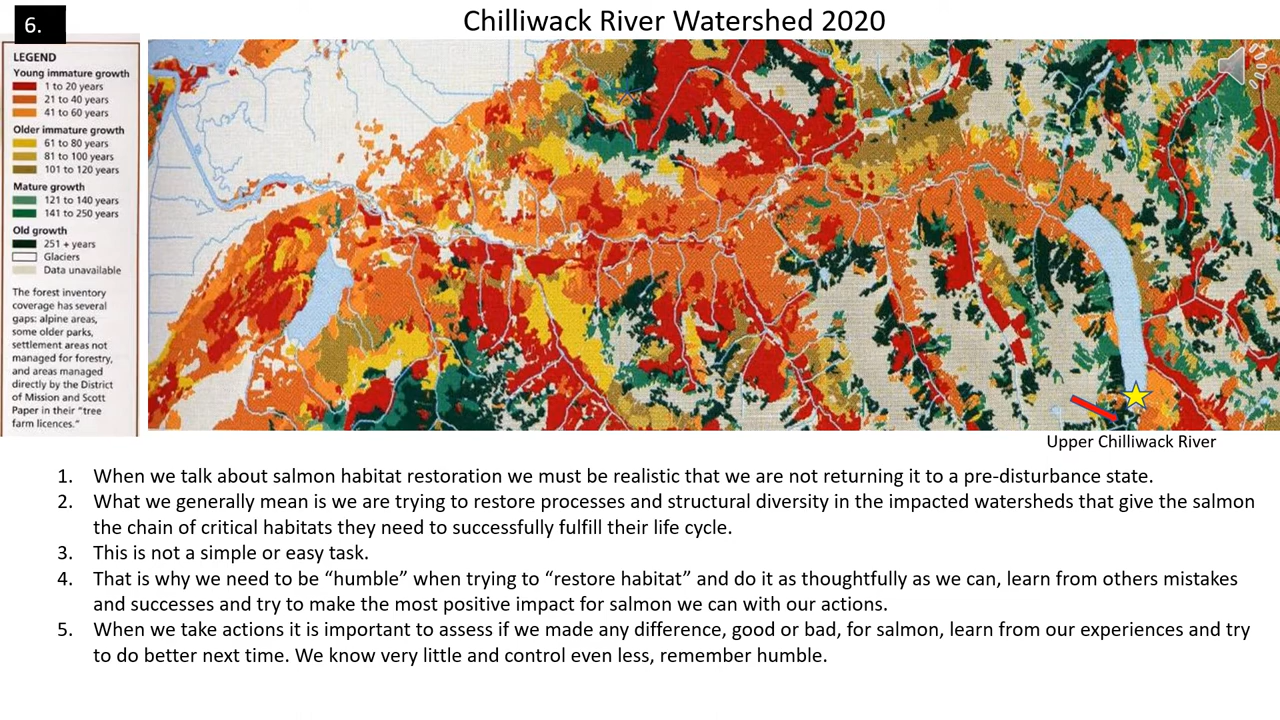 6.
Chilliwack River Watershed 2020
LEGEND
Young immature growth
1 to 20 years
21 to 40 years
41 to 60 years
Older immature growth
61 to 80 years
81 to 100 years
101 to 120 years
Mature growth
121 to 140 years
141 to 250 years
Old growth
251 + years
Glaciers
Data unavailable
The forest inventory
coverage has several
gaps: alpine areas,
some older parks,
settlement areas not
managed for forestry,
and areas managed
directly by the District
of Mission and Scott
Paper in their "tree
farm licences."
Upper Chilliwack River
1. When we talk about salmon habitat restoration we must be realistic that we are not returning it to a pre-disturbance state.
2. What we generally mean is we are trying to restore processes and structural diversity in the impacted watersheds that give the salmon
the chain of critical habitats they need to successfully fulfill their life cycle.
3. This is not a simple or easy task.
4. That is why we need to be “humble” when trying to “restore habitat” and do it as thoughtfully as we can, learn from others mistakes
and successes and try to make the most positive impact for salmon we can with our actions.
5. When we take actions it is important to assess if we made any difference, good or bad, for salmon, learn from our experiences and try
to do better next time. We know very little and control even less, remember humble.